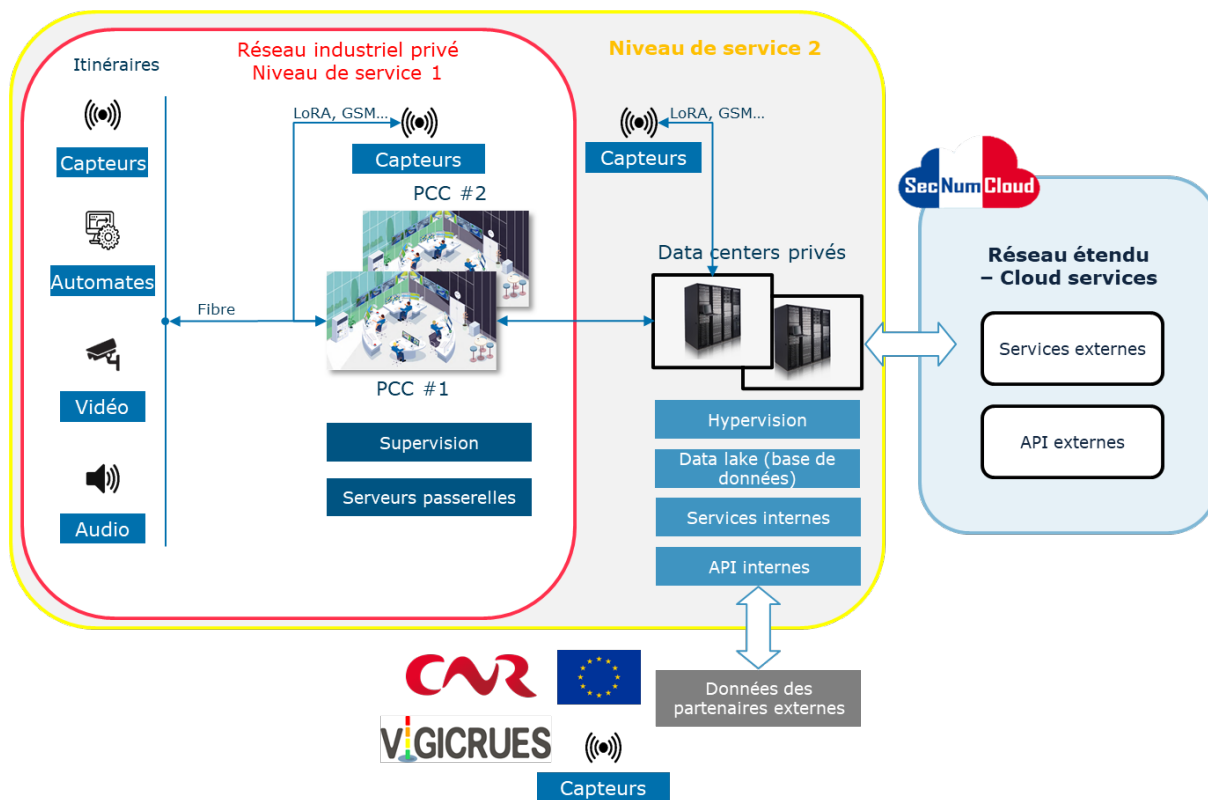 Itinéraires
Capteurs
Automates
Vidéo
Audio
Réseau industriel privé
Niveau de service 1
LoRA, GSM…
Capteurs
PCC #2
Fibre
PCC #1
Supervision
Serveurs passerelles
Niveau de service 2
LoRA, GSM…
Capteurs
Data centers privés
Hypervision
Data lake (base de
données)
Services internes
API internes
SecNumCloud
Réseau étendu
– Cloud services
Services externes
API externes
CNR
VIGICRUES
Capteurs
Données des
partenaires externes